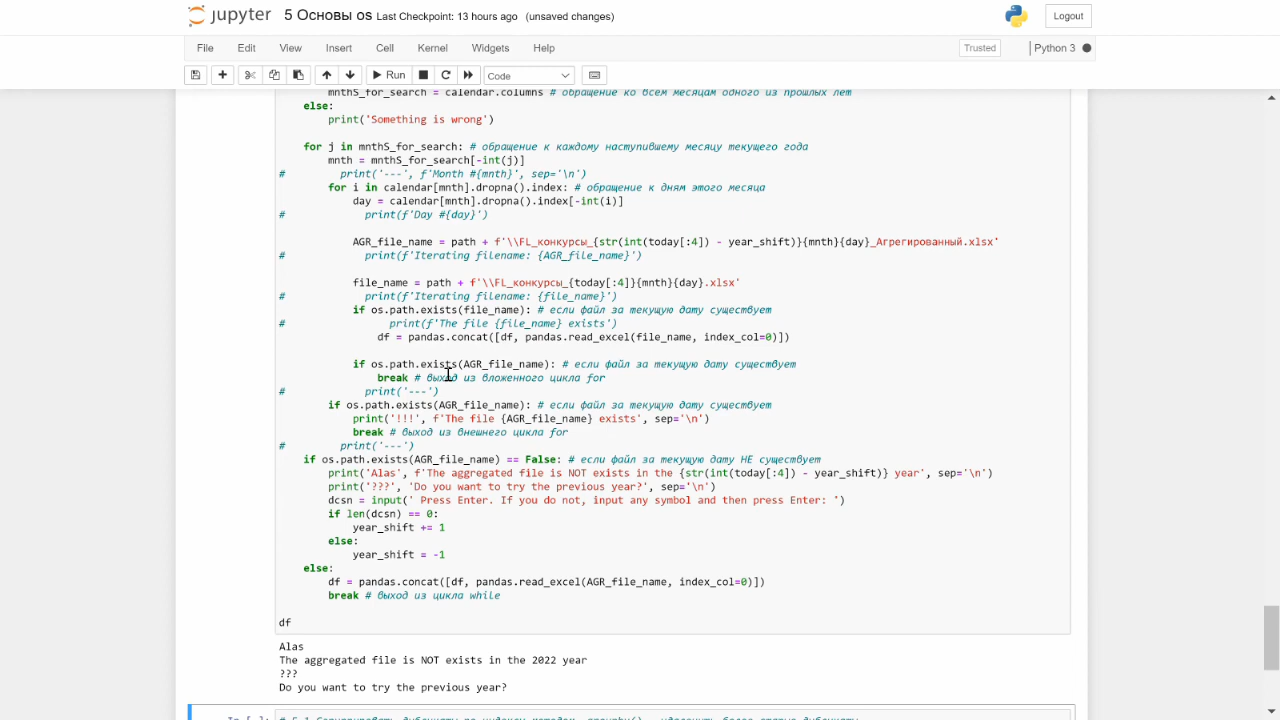 jupyter 5 Основы os Last Checkpoint: 13 hours ago (unsaved changes) Logout
File Edit View Insert Cell Kernel Widgets Help Trusted Python 3
Run Code
mnthS_for_search = calendar.columns # обращение ко всем месяцам одного из прошлых лет
else:
print('Something is wrong')
for j in mnthS_for_search: # обращение к каждому наступившему месяцу текущего года
mnth = mnthS_for_search[-int(j)]
# print('---', f'Month #{mnth}', sep='\n')
for i in calendar[mnth].dropna().index: # обращение к дням этого месяца
day = calendar[mnth].dropna().index[-int(i)]
# print(f'Day #{day}')
AGR_file_name = path + f'\\FL_конкурсы_{str(int(today[:4]) - year_shift)}{mnth}{day}_Агрегированный.xlsx'
# print(f'Iterating filename: {AGR_file_name}')
file_name = path + f'\\FL_конкурсы_{today[:4]}{mnth}{day}.xlsx'
# print(f'Iterating filename: {file_name}')
if os.path.exists(file_name): # если файл за текущую дату существует
# print(f'The file {file_name} exists')
df = pandas.concat([df, pandas.read_excel(file_name, index_col=0)])
if os.path.exists(AGR_file_name): # если файл за текущую дату существует
break # выход из вложенного цикла for
# print('---')
if os.path.exists(AGR_file_name): # если файл за текущую дату существует
print('!!!', f'The file {AGR_file_name} exists', sep='\n')
break # выход из внешнего цикла for
# print('---')
if os.path.exists(AGR_file_name) == False: # если файл за текущую дату НЕ существует
print('Alas', f'The aggregated file is NOT exists in the {str(int(today[:4]) - year_shift)} year', sep='\n')
print('???', 'Do you want to try the previous year?', sep='\n')
dcsn = input(' Press Enter. If you do not, input any symbol and then press Enter: ')
if len(dcsn) == 0:
year_shift += 1
else:
year_shift = -1
else:
df = pandas.concat([df, pandas.read_excel(AGR_file_name, index_col=0)])
break # выход из цикла while
df
Alas
The aggregated file is NOT exists in the 2022 year
???
Do you want to try the previous year?